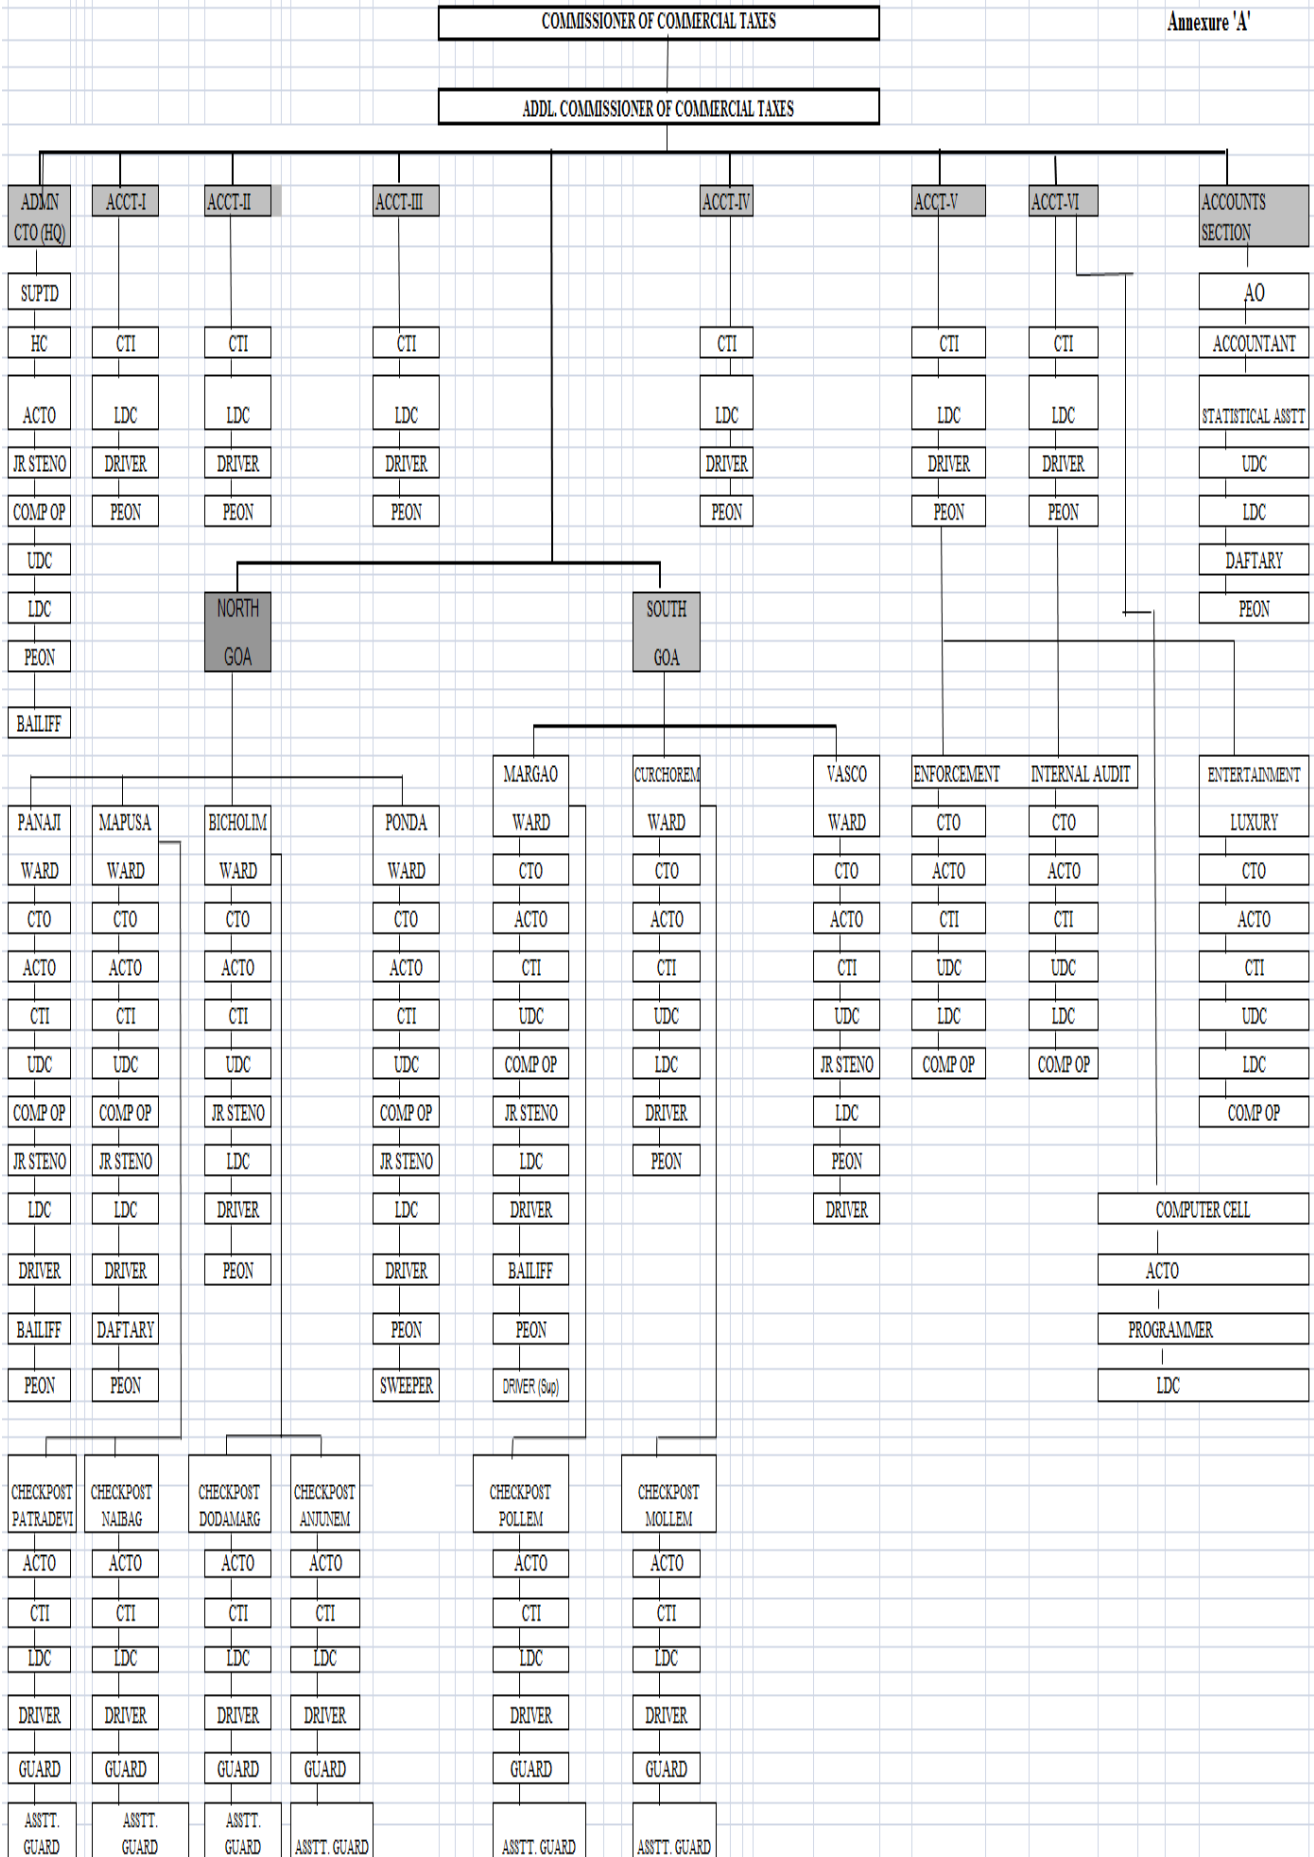 COMMISSIONER OF COMMERCIAL TAXES
Annexure 'A'
ADDL. COMMISSIONER OF COMMERCIAL TAXES
ADMN
CTO (HQ)
SUPTD
HC
ACTO
JR STENO
COMP OP
UDC
LDC
PEON
BAILIFF
ACCT-I
CTI
LDC
DRIVER
PEON
ACCT-II
CTI
LDC
DRIVER
PEON
ACCT-III
CTI
LDC
DRIVER
PEON
ACCT-IV
CTI
LDC
DRIVER
PEON
ACCT-V
CTI
LDC
DRIVER
PEON
ACCT-VI
CTI
LDC
DRIVER
PEON
ACCOUNTS
SECTION
AO
ACCOUNTANT
STATISTICAL ASSTT
UDC
LDC
DAFTARY
PEON
NORTH
GOA
SOUTH
GOA
PANAJI
WARD
CTO
ACTO
CTI
UDC
COMP OP
JR STENO
LDC
DRIVER
BAILIFF
PEON
MAPUSA
WARD
CTO
ACTO
CTI
UDC
COMP OP
JR STENO
LDC
DRIVER
DAFTARY
PEON
BICHOLIM
WARD
CTO
ACTO
CTI
UDC
JR STENO
LDC
DRIVER
PEON
PONDA
WARD
CTO
ACTO
CTI
UDC
COMP OP
JR STENO
LDC
DRIVER
PEON
SWEEPER
MARGAO
WARD
CTO
ACTO
CTI
UDC
COMP OP
JR STENO
LDC
DRIVER
BAILIFF
PEON
DRIVER (Sup)
CURCHOREM
WARD
CTO
ACTO
CTI
UDC
LDC
DRIVER
PEON
VASCO
WARD
CTO
ACTO
CTI
UDC
JR STENO
LDC
PEON
DRIVER
ENFORCEMENT
CTO
ACTO
CTI
UDC
LDC
COMP OP
INTERNAL AUDIT
CTO
ACTO
CTI
UDC
LDC
COMP OP
ENTERTAINMENT
LUXURY
CTO
ACTO
CTI
UDC
LDC
COMP OP
COMPUTER CELL
ACTO
PROGRAMMER
LDC
CHECKPOST
PATRADEVI
ACTO
CTI
LDC
DRIVER
GUARD
ASSTT.
GUARD
CHECKPOST
NAIBAG
ACTO
CTI
LDC
DRIVER
GUARD
ASSTT.
GUARD
CHECKPOST
DODAMARG
ACTO
CTI
LDC
DRIVER
GUARD
ASSTT.
GUARD
CHECKPOST
ANJUNEM
ACTO
CTI
LDC
DRIVER
GUARD
ASSTT. GUARD
CHECKPOST
POLLEM
ACTO
CTI
LDC
DRIVER
GUARD
ASSTT. GUARD
CHECKPOST
MOLLEM
ACTO
CTI
LDC
DRIVER
GUARD
ASSTT. GUARD